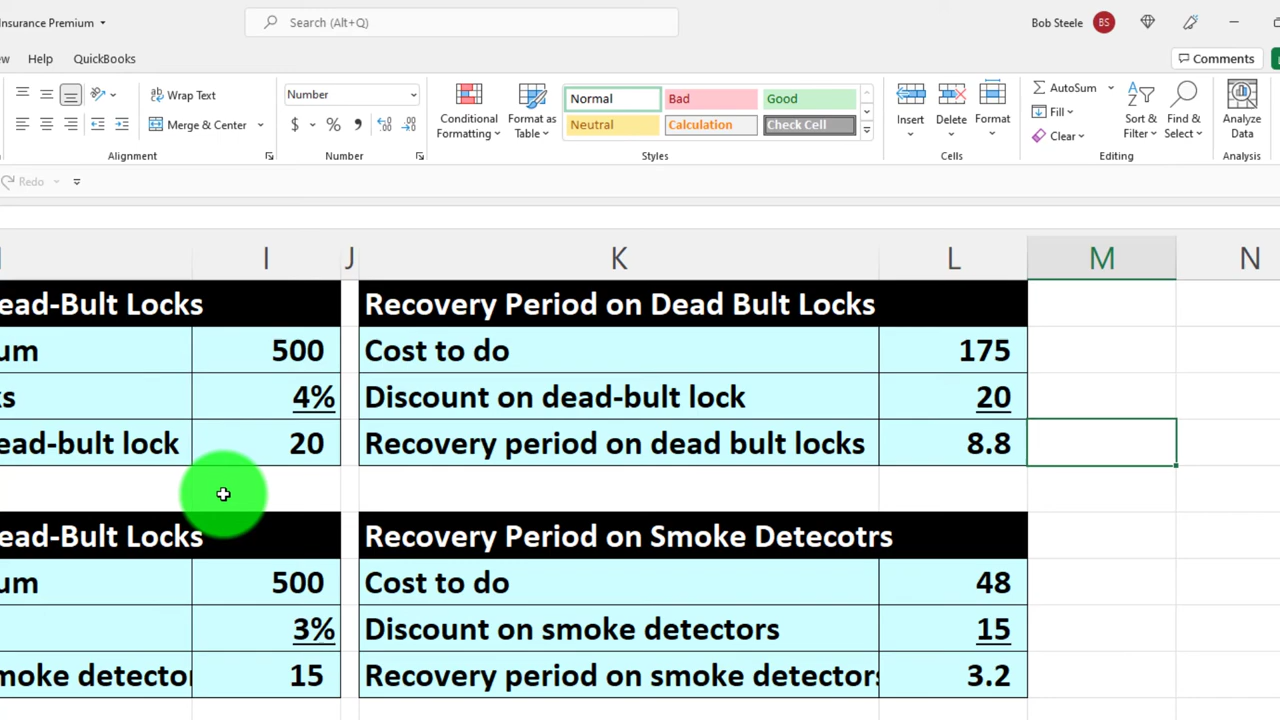 Insurance Premium
Search (Alt+Q)
Bob Steele
BS
Help
QuickBooks
Comments
Wrap Text
Merge & Center
Alignment
Number
$ % ,
Number
Conditional
Formatting
Format as
Table
Normal
Bad
Good
Neutral
Calculation
Check Cell
Styles
Insert
Delete
Format
Cells
AutoSum
Fill
Clear
Sort &
Filter
Find &
Select
Editing
Analyze
Data
Analysis
Redo
I J K L M N
ead-Bult Locks
Recovery Period on Dead Bult Locks
um 500
Cost to do 175
s 4%
Discount on dead-bult lock 20
ead-bult lock 20
Recovery period on dead bult locks 8.8
ead-Bult Locks
Recovery Period on Smoke Detecotrs
um 500
Cost to do 48
3%
Discount on smoke detectors 15
moke detector 15
Recovery period on smoke detectors 3.2